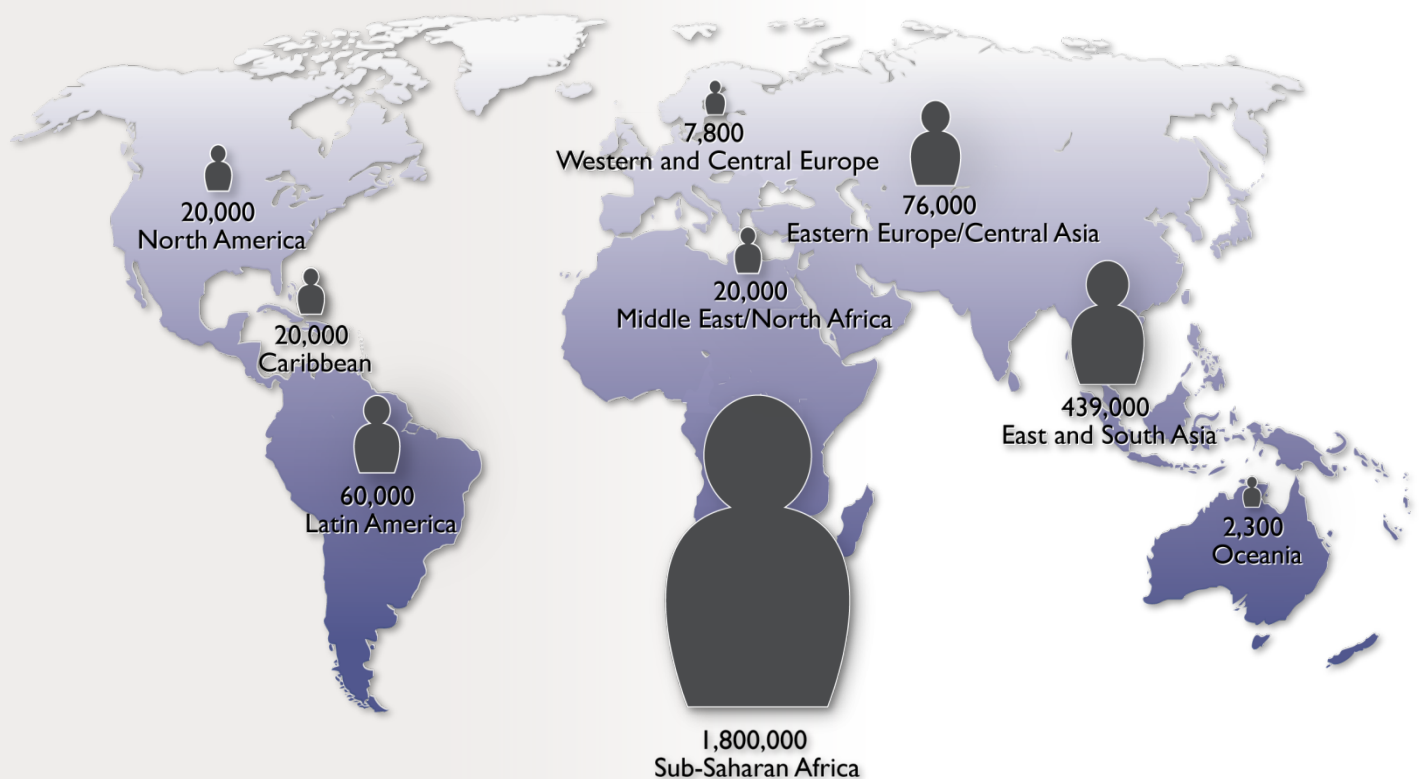 7,800
Western and Central Europe
76,000
Eastern Europe/Central Asia
20,000
North America
20,000
Middle East/North Africa
20,000
Caribbean
439,000
East and South Asia
60,000
Latin America
2,300
Oceania
1,800,000
Sub-Saharan Africa